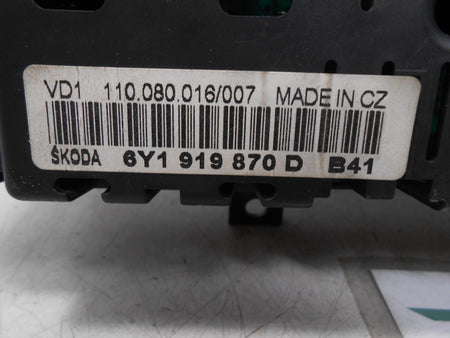 VD1 110.080.016/007 MADE IN CZ
ŠKODA 6Y1 919 870 D B41